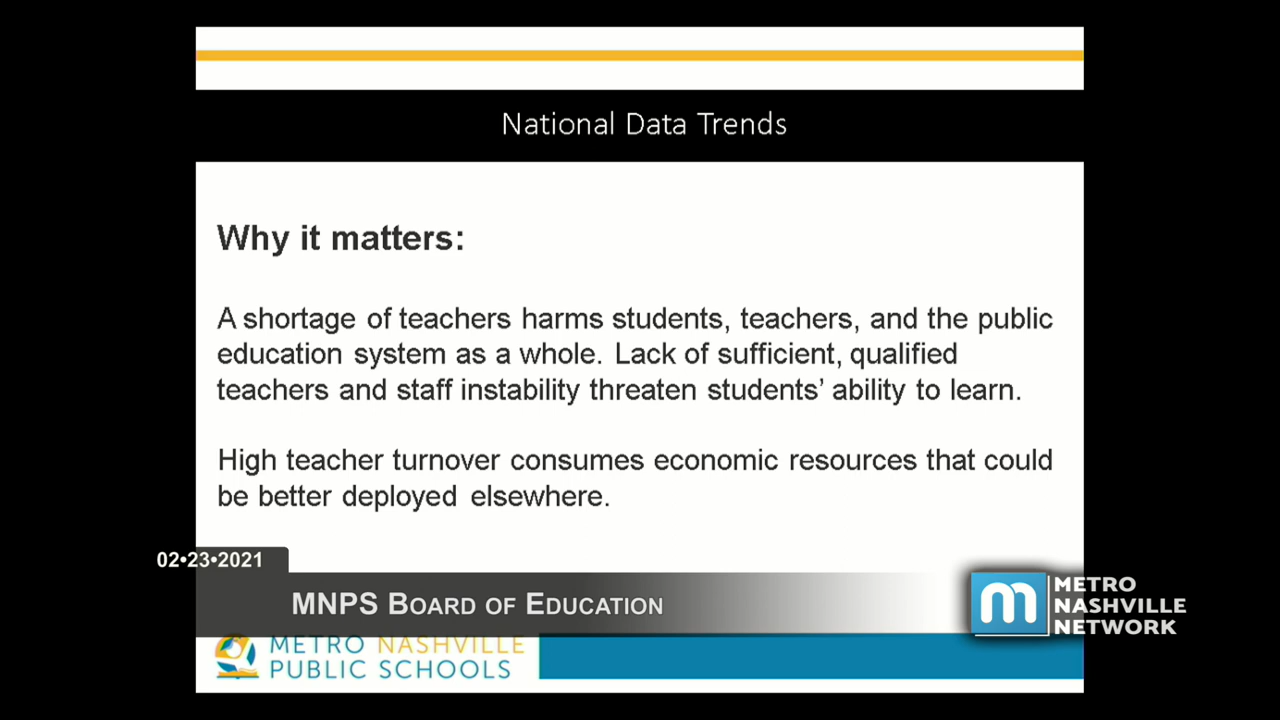 National Data Trends
Why it matters:
A shortage of teachers harms students, teachers, and the public
education system as a whole. Lack of sufficient, qualified
teachers and staff instability threaten students’ ability to learn.
High teacher turnover consumes economic resources that could
be better deployed elsewhere.
02•23•2021
MNPS BOARD OF EDUCATION
m METRO
NASHVILLE
NETWORK
METRO NASHVILLE
PUBLIC SCHOOLS